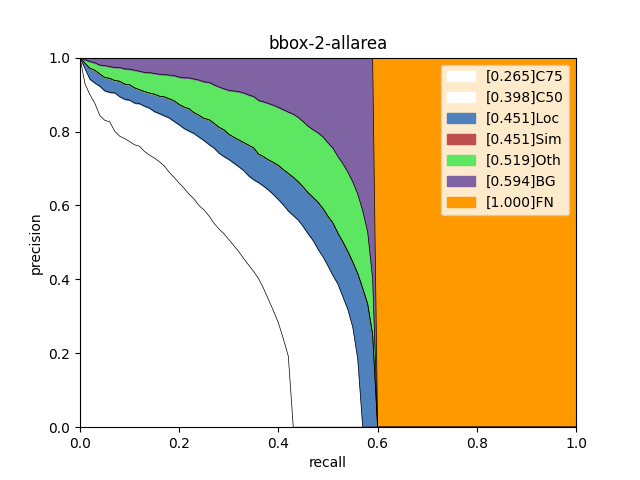 bbox-2-allarea
precision
1.0
0.8
0.6
0.4
0.2
0.0
[0.265]C75
[0.398]C50
[0.451]Loc
[0.451]Sim
[0.519]Oth
[0.594]BG
[1.000]FN
0.0 0.2 0.4 0.6 0.8 1.0
recall